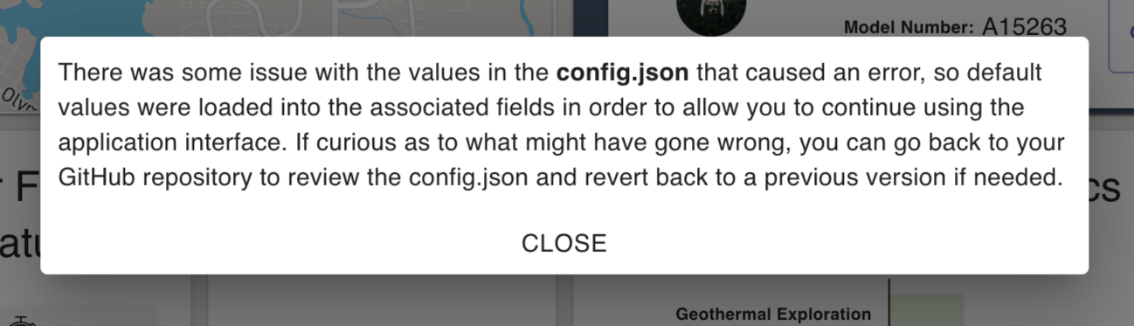 Model Number: A15263
There was some issue with the values in the config.json that caused an error, so default
values were loaded into the associated fields in order to allow you to continue using the
application interface. If curious as to what might have gone wrong, you can go back to your
GitHub repository to review the config.json and revert back to a previous version if needed.
CLOSE
Geothermal Exploration